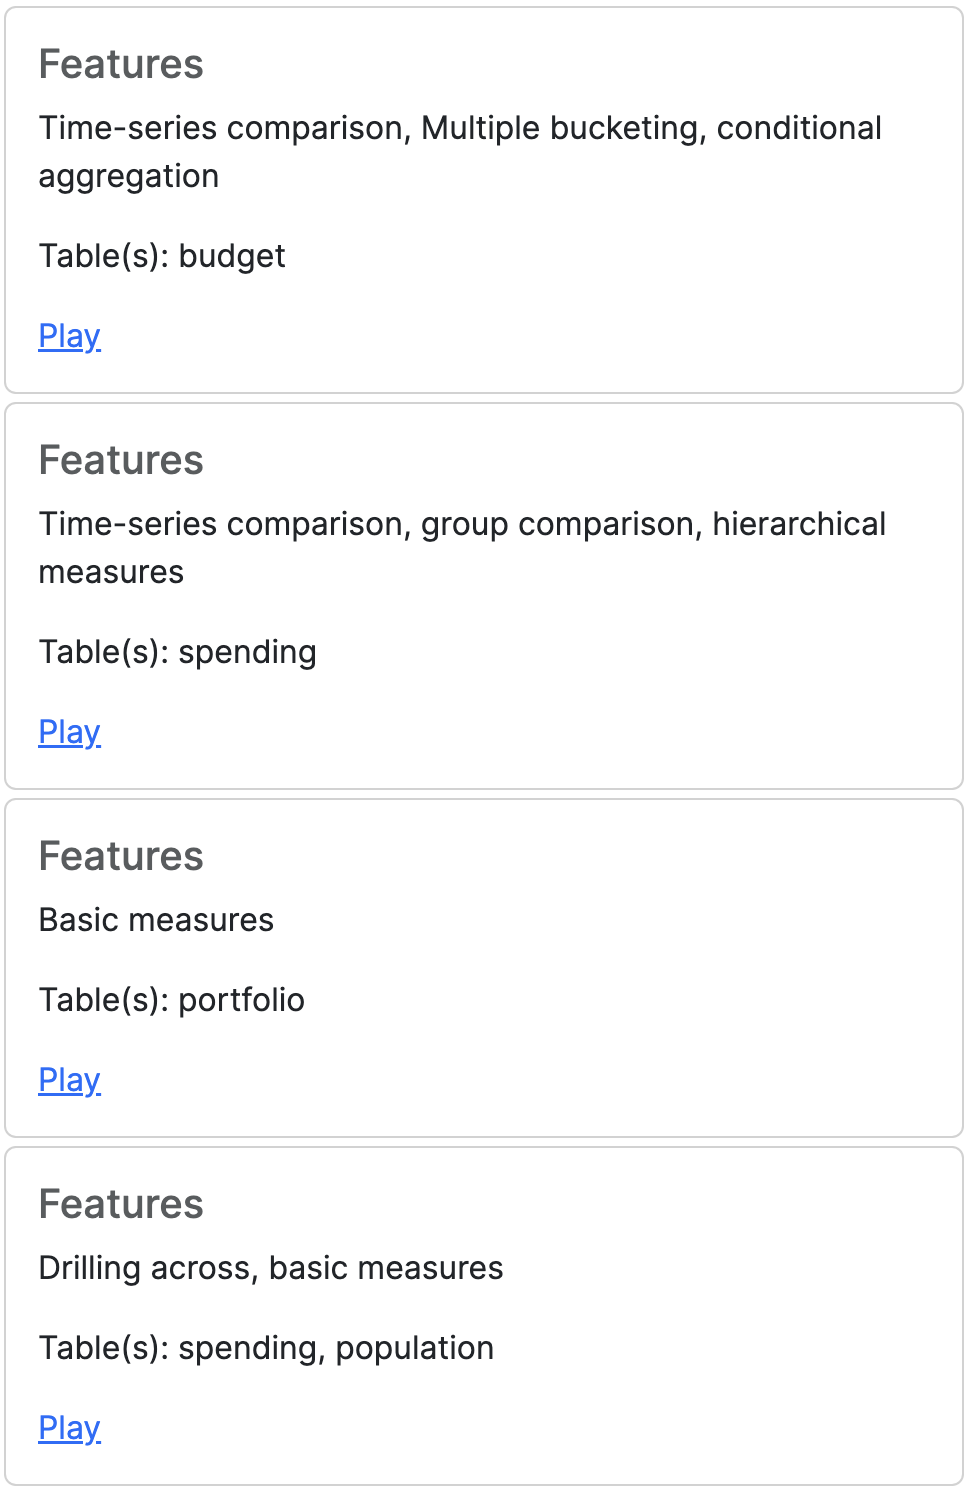 Features
Time-series comparison, Multiple bucketing, conditional
aggregation
Table(s): budget
Play
Features
Time-series comparison, group comparison, hierarchical
measures
Table(s): spending
Play
Features
Basic measures
Table(s): portfolio
Play
Features
Drilling across, basic measures
Table(s): spending, population
Play